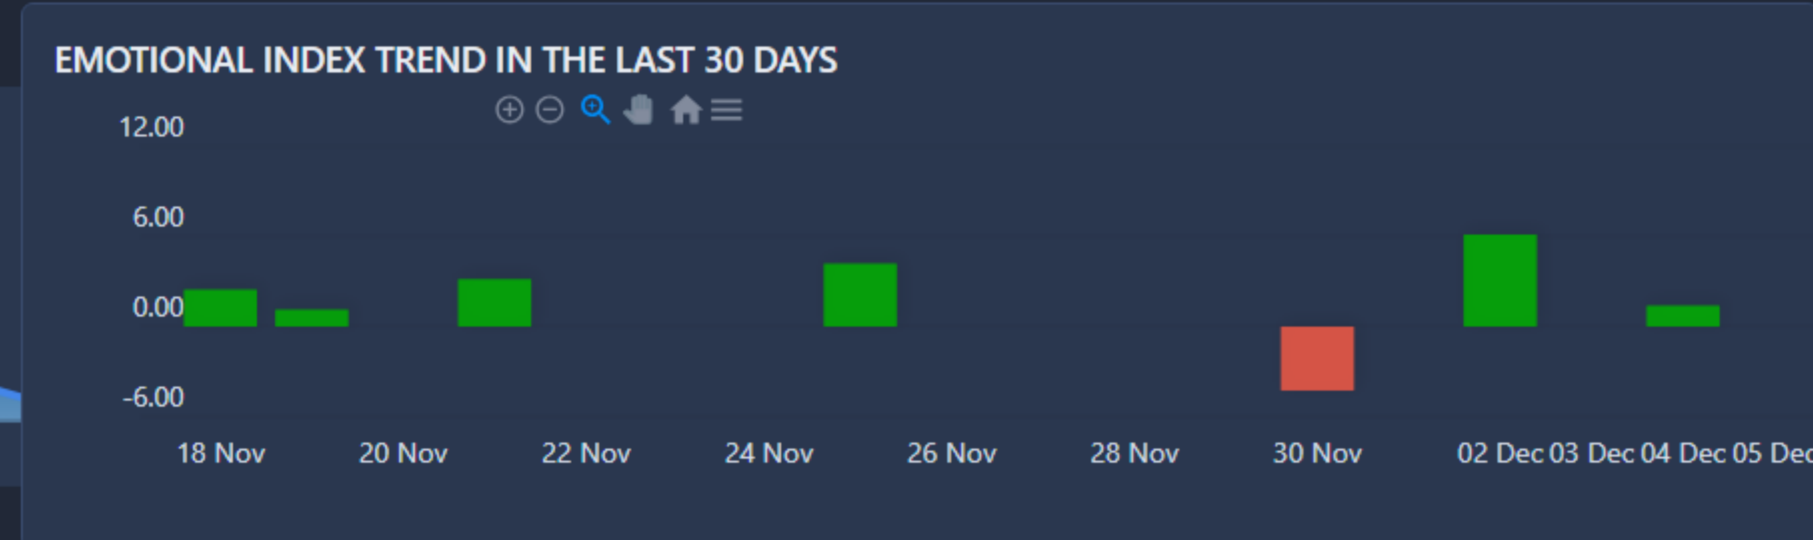 EMOTIONAL INDEX TREND IN THE LAST 30 DAYS
12.00
6.00
0.00
-6.00
18 Nov 20 Nov 22 Nov 24 Nov 26 Nov 28 Nov 30 Nov 02 Dec 03 Dec 04 Dec 05 Dec